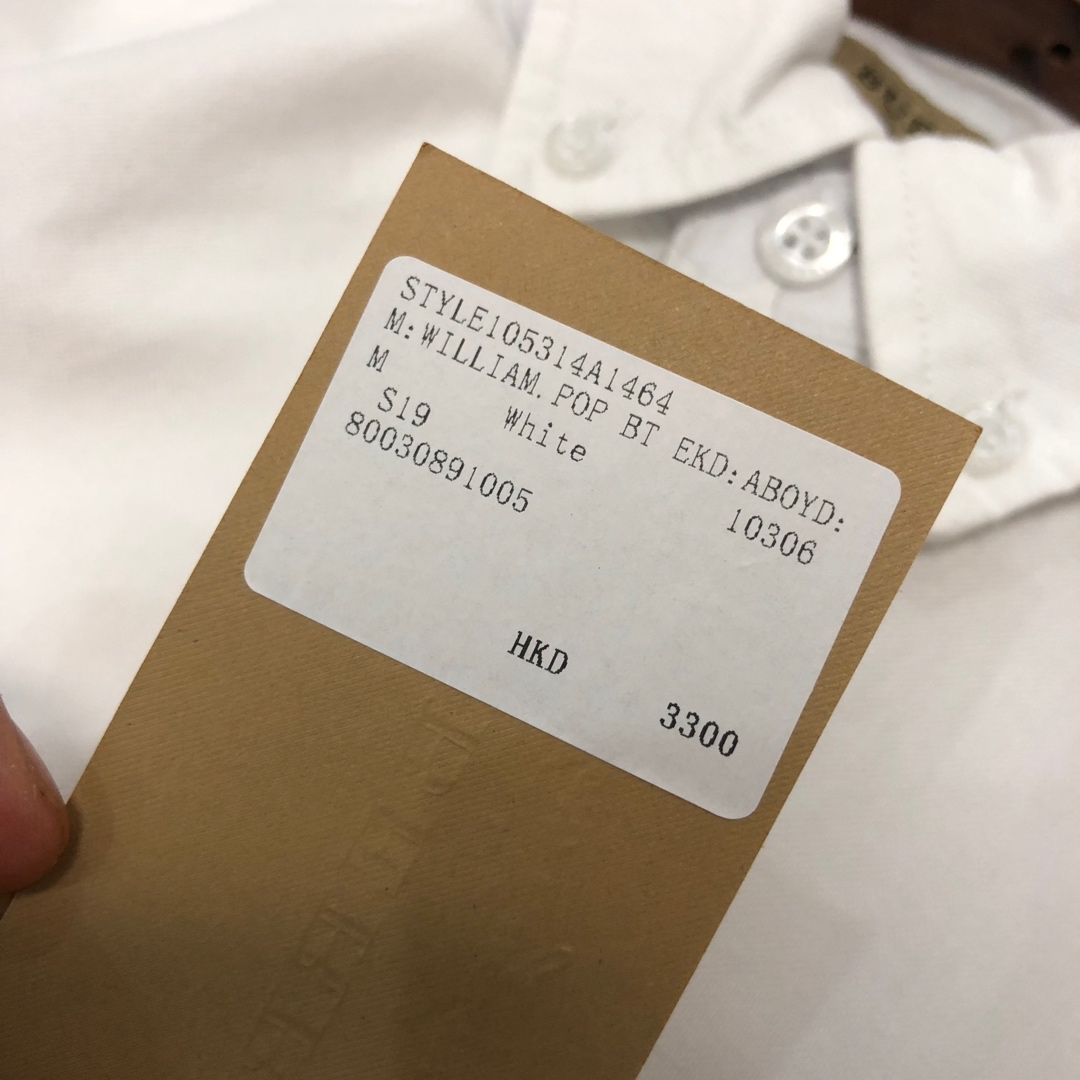 STYLE105314A1464
M:WILLIAM.POP BT EKD:ABOYD:
M 10306
S19 White
80030891005
HKD
3300